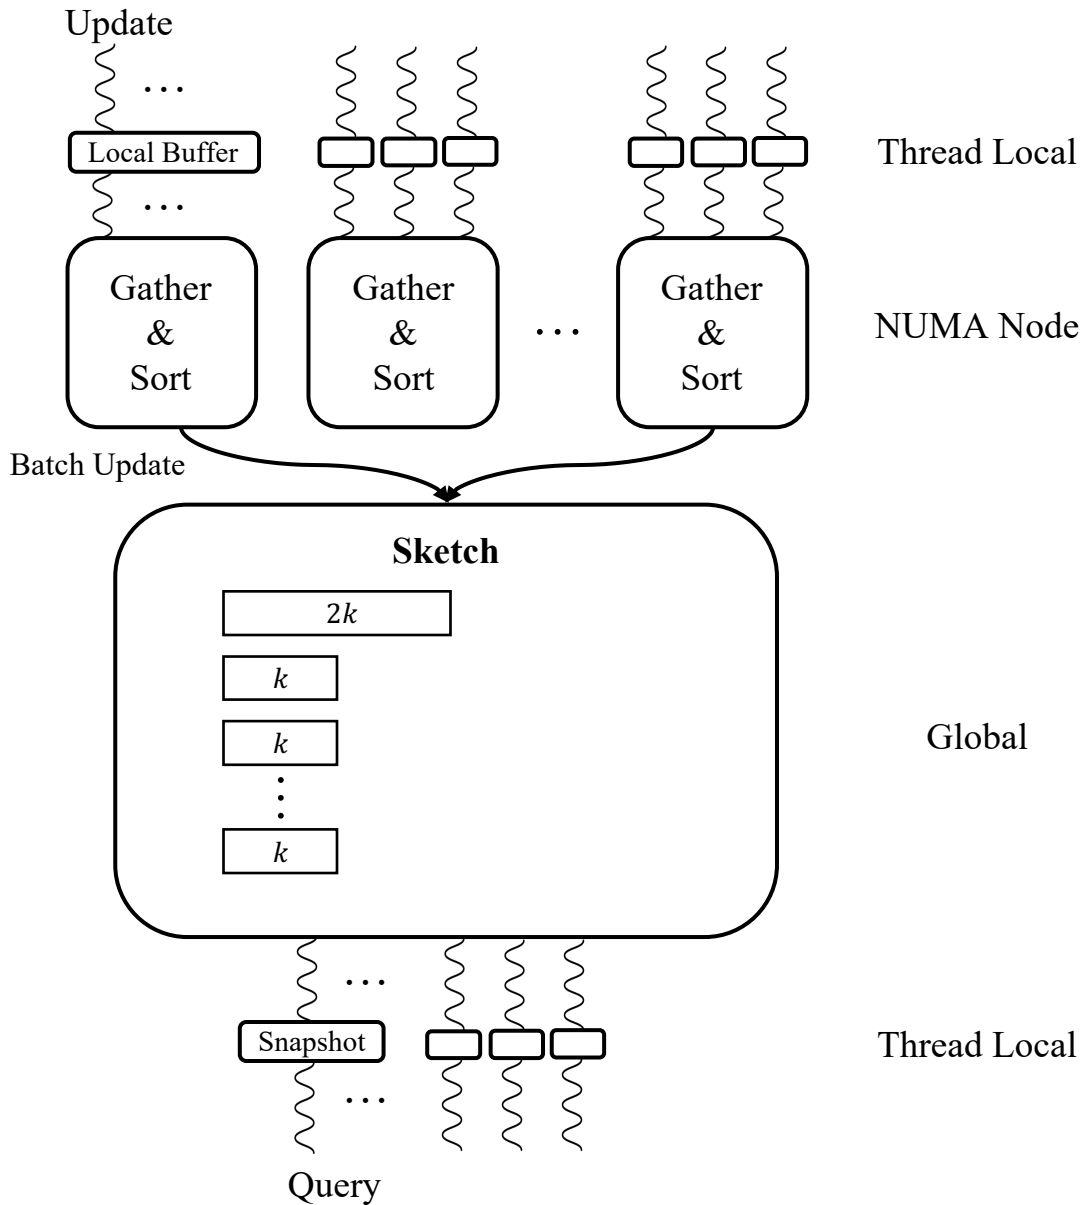 Update
...
Local Buffer
Thread Local
...
Gather
&
Sort
Gather
&
Sort
...
Gather
&
Sort
NUMA Node
Batch Update
Sketch
2k
k
k
⋮
k
Global
...
Snapshot
Thread Local
...
Query